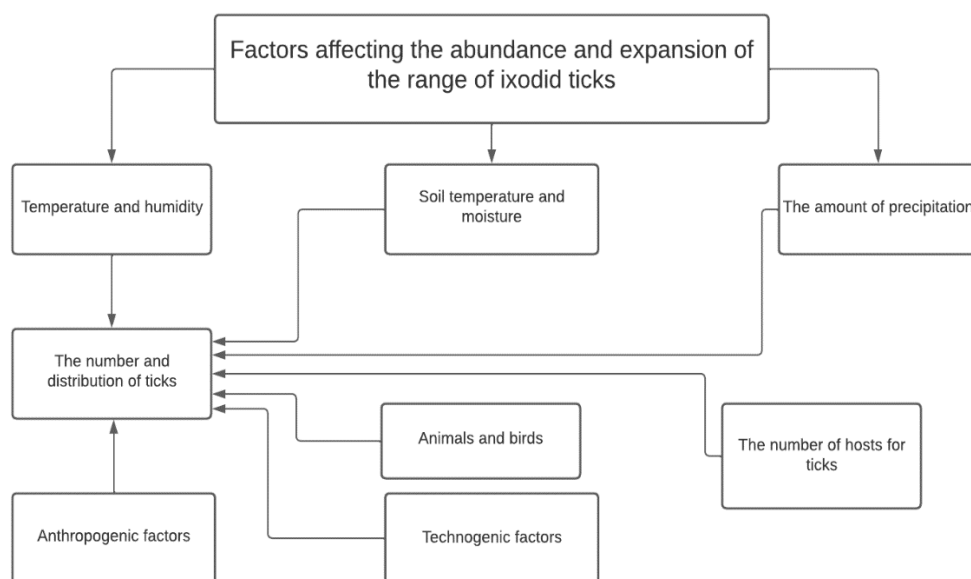 Factors affecting the abundance and expansion of
the range of ixodid ticks
Temperature and humidity
Soil temperature and
moisture
The amount of precipitation
The number and
distribution of ticks
Animals and birds
The number of hosts for
ticks
Anthropogenic factors
Technogenic factors